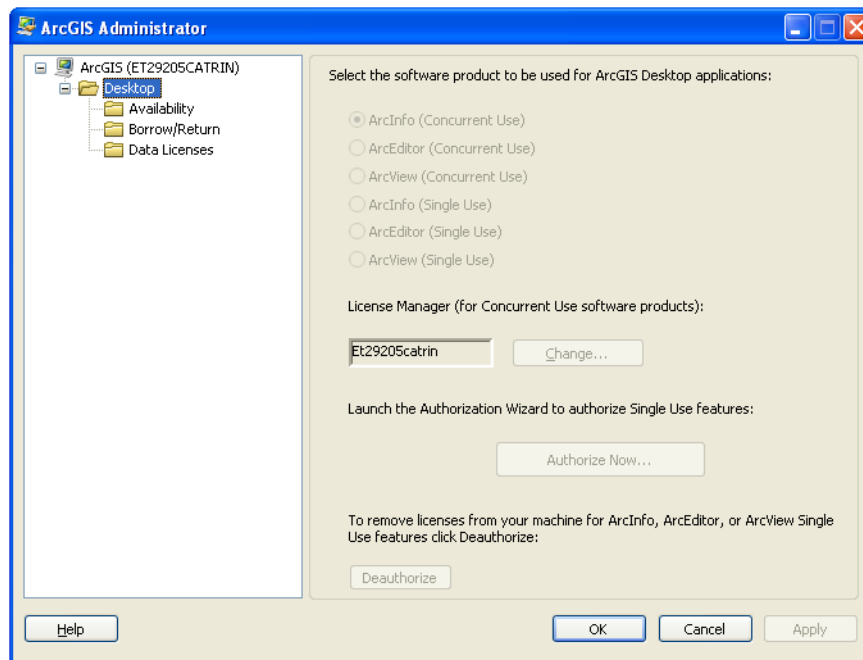 ArcGIS Administrator
ArcGIS (ET29205CATRIN)
Desktop
Availability
Borrow/Return
Data Licenses
Select the software product to be used for ArcGIS Desktop applications:
ArcInfo (Concurrent Use)
ArcEditor (Concurrent Use)
ArcView (Concurrent Use)
ArcInfo (Single Use)
ArcEditor (Single Use)
ArcView (Single Use)
License Manager (for Concurrent Use software products):
Et29205catrin
Change...
Launch the Authorization Wizard to authorize Single Use features:
Authorize Now...
To remove licenses from your machine for ArcInfo, ArcEditor, or ArcView Single
Use features click Deauthorize:
Deauthorize
Help
OK
Cancel
Apply